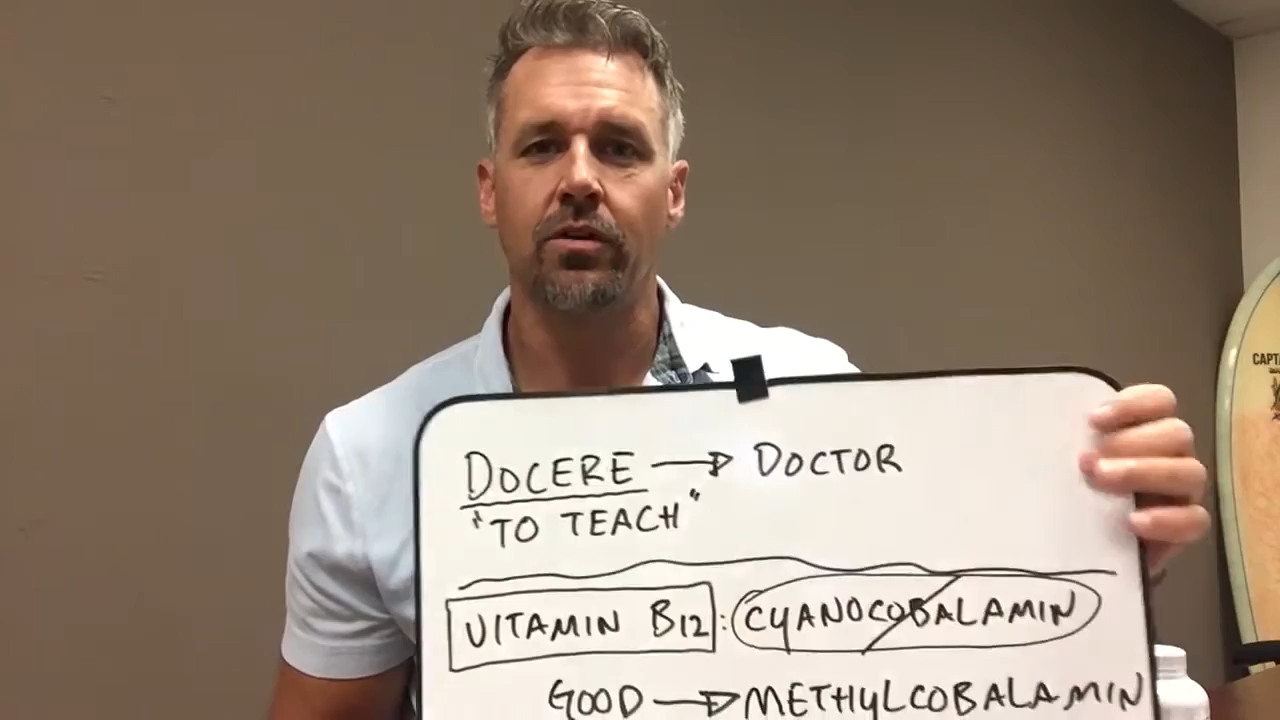 DOCERE → DOCTOR
"TO TEACH"
VITAMIN B12: CYANOCOBALAMIN
GOOD → METHYLCOBALAMIN